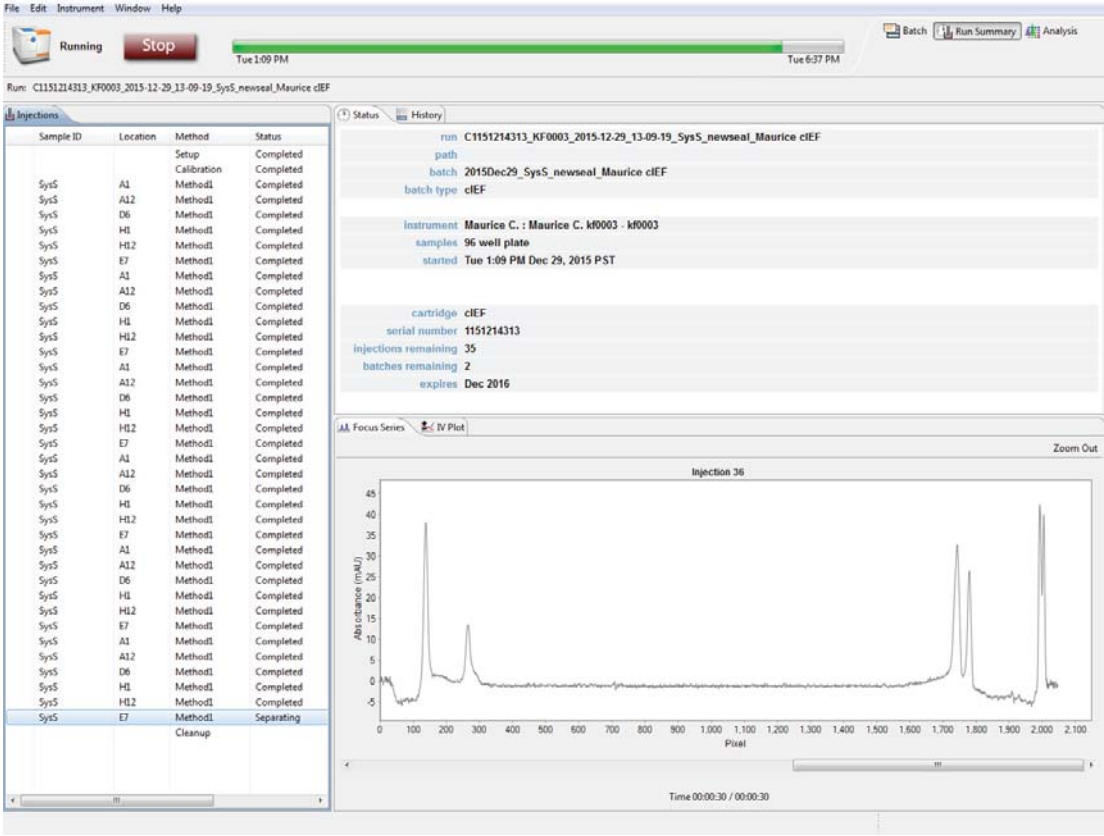 File Edit Instrument Window Help
Running Stop
Tue 1:09 PM Tue 6:37 PM
Batch Run Summary Analysis
Run: C1151214313_KF0003_2015-12-29_13-09-19_SysS_newseal_Maurice cIEF
Injections
Sample ID Location Method Status
Setup Completed
Calibration Completed
SysS A1 Method1 Completed
SysS A12 Method1 Completed
SysS D6 Method1 Completed
SysS H1 Method1 Completed
SysS H12 Method1 Completed
SysS E7 Method1 Completed
SysS A1 Method1 Completed
SysS A12 Method1 Completed
SysS D6 Method1 Completed
SysS H1 Method1 Completed
SysS H12 Method1 Completed
SysS E7 Method1 Completed
SysS A1 Method1 Completed
SysS A12 Method1 Completed
SysS D6 Method1 Completed
SysS H1 Method1 Completed
SysS H12 Method1 Completed
SysS E7 Method1 Completed
SysS A1 Method1 Completed
SysS A12 Method1 Completed
SysS D6 Method1 Completed
SysS H1 Method1 Completed
SysS H12 Method1 Completed
SysS E7 Method1 Completed
SysS A1 Method1 Completed
SysS A12 Method1 Completed
SysS D6 Method1 Completed
SysS H1 Method1 Completed
SysS H12 Method1 Completed
SysS E7 Method1 Completed
SysS A1 Method1 Completed
SysS A12 Method1 Completed
SysS D6 Method1 Completed
SysS H1 Method1 Completed
SysS H12 Method1 Completed
SysS E7 Method1 Separating
Cleanup
Status History
run C1151214313_KF0003_2015-12-29_13-09-19_SysS_newseal_Maurice cIEF
path
batch 2015Dec29_SysS_newseal_Maurice cIEF
batch type cIEF
instrument Maurice C. : Maurice C. kf0003 - kf0003
samples 96 well plate
started Tue 1:09 PM Dec 29, 2015 PST
cartridge cIEF
serial number 1151214313
injections remaining 35
batches remaining 2
expires Dec 2016
Focus Series IV Plot
Zoom Out
Injection 36
45
40
35
30
25
20
15
10
5
0
-5
Absorbance (mAU)
0 100 200 300 400 500 600 700 800 900 1,000 1,100 1,200 1,300 1,400 1,500 1,600 1,700 1,800 1,900 2,000 2,100
Pixel
Time 00:00:30 / 00:00:30